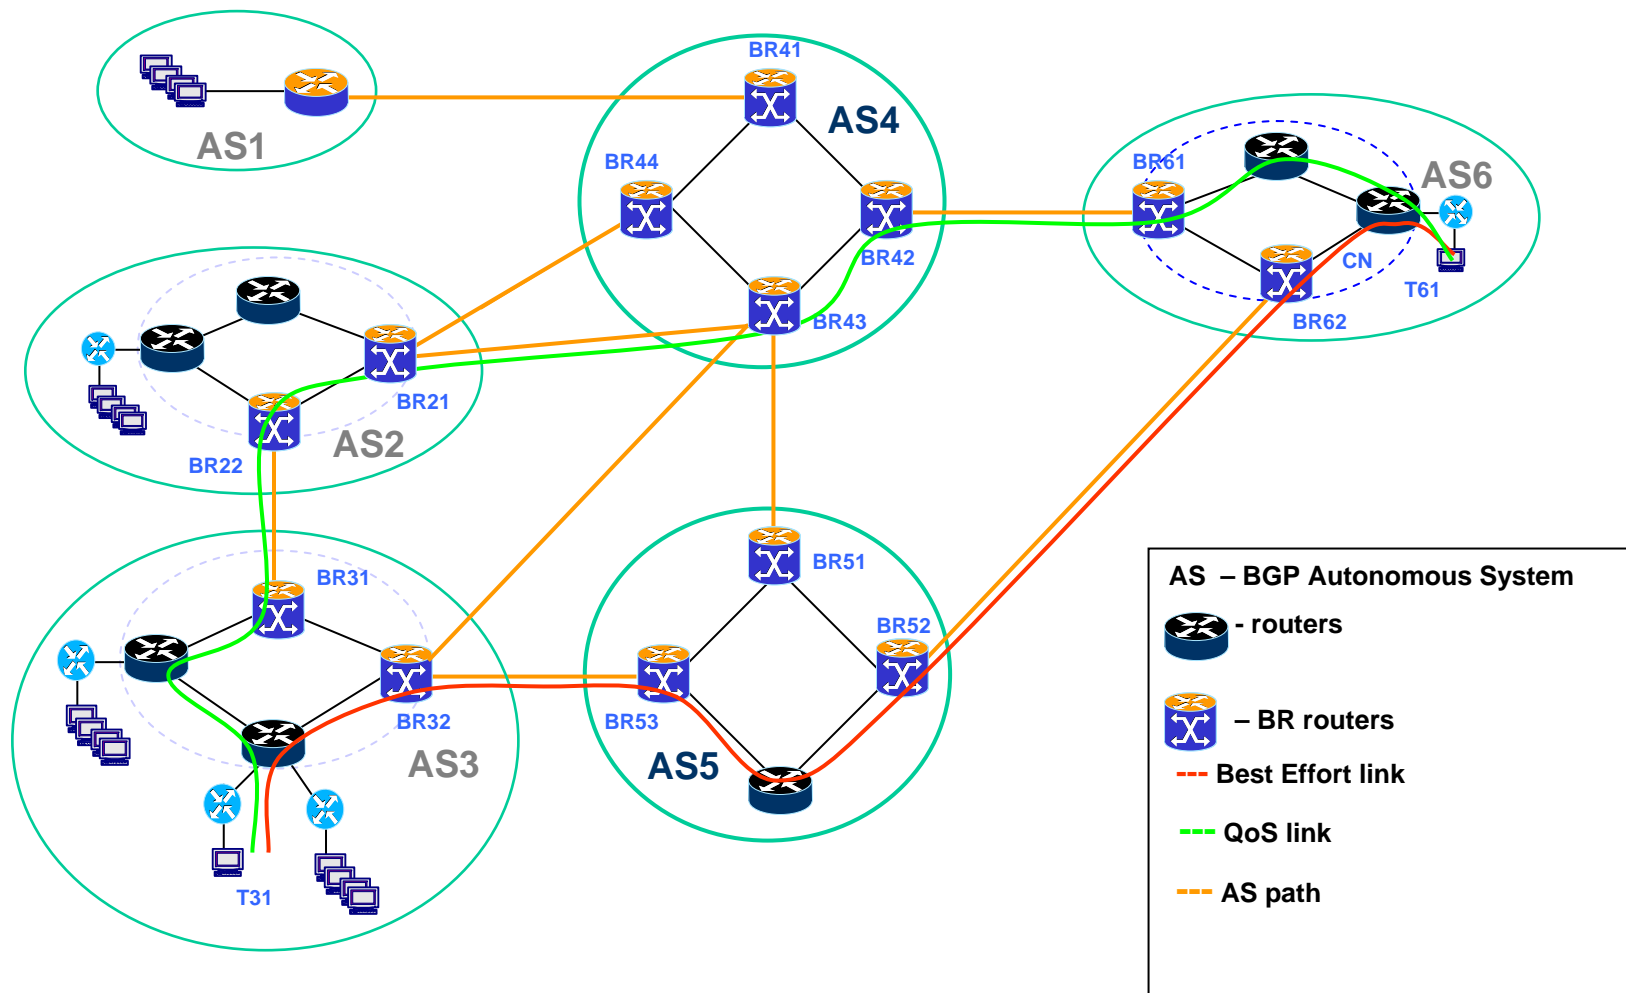 BR41
AS4
AS1
BR44
BR61
AS6
BR42
CN
T61
BR43
BR62
BR21
AS2
BR22
BR31
BR51
BR52
BR32
BR53
AS3
AS5
T31
AS – BGP Autonomous System
- routers
– BR routers
Best Effort link
QoS link
AS path